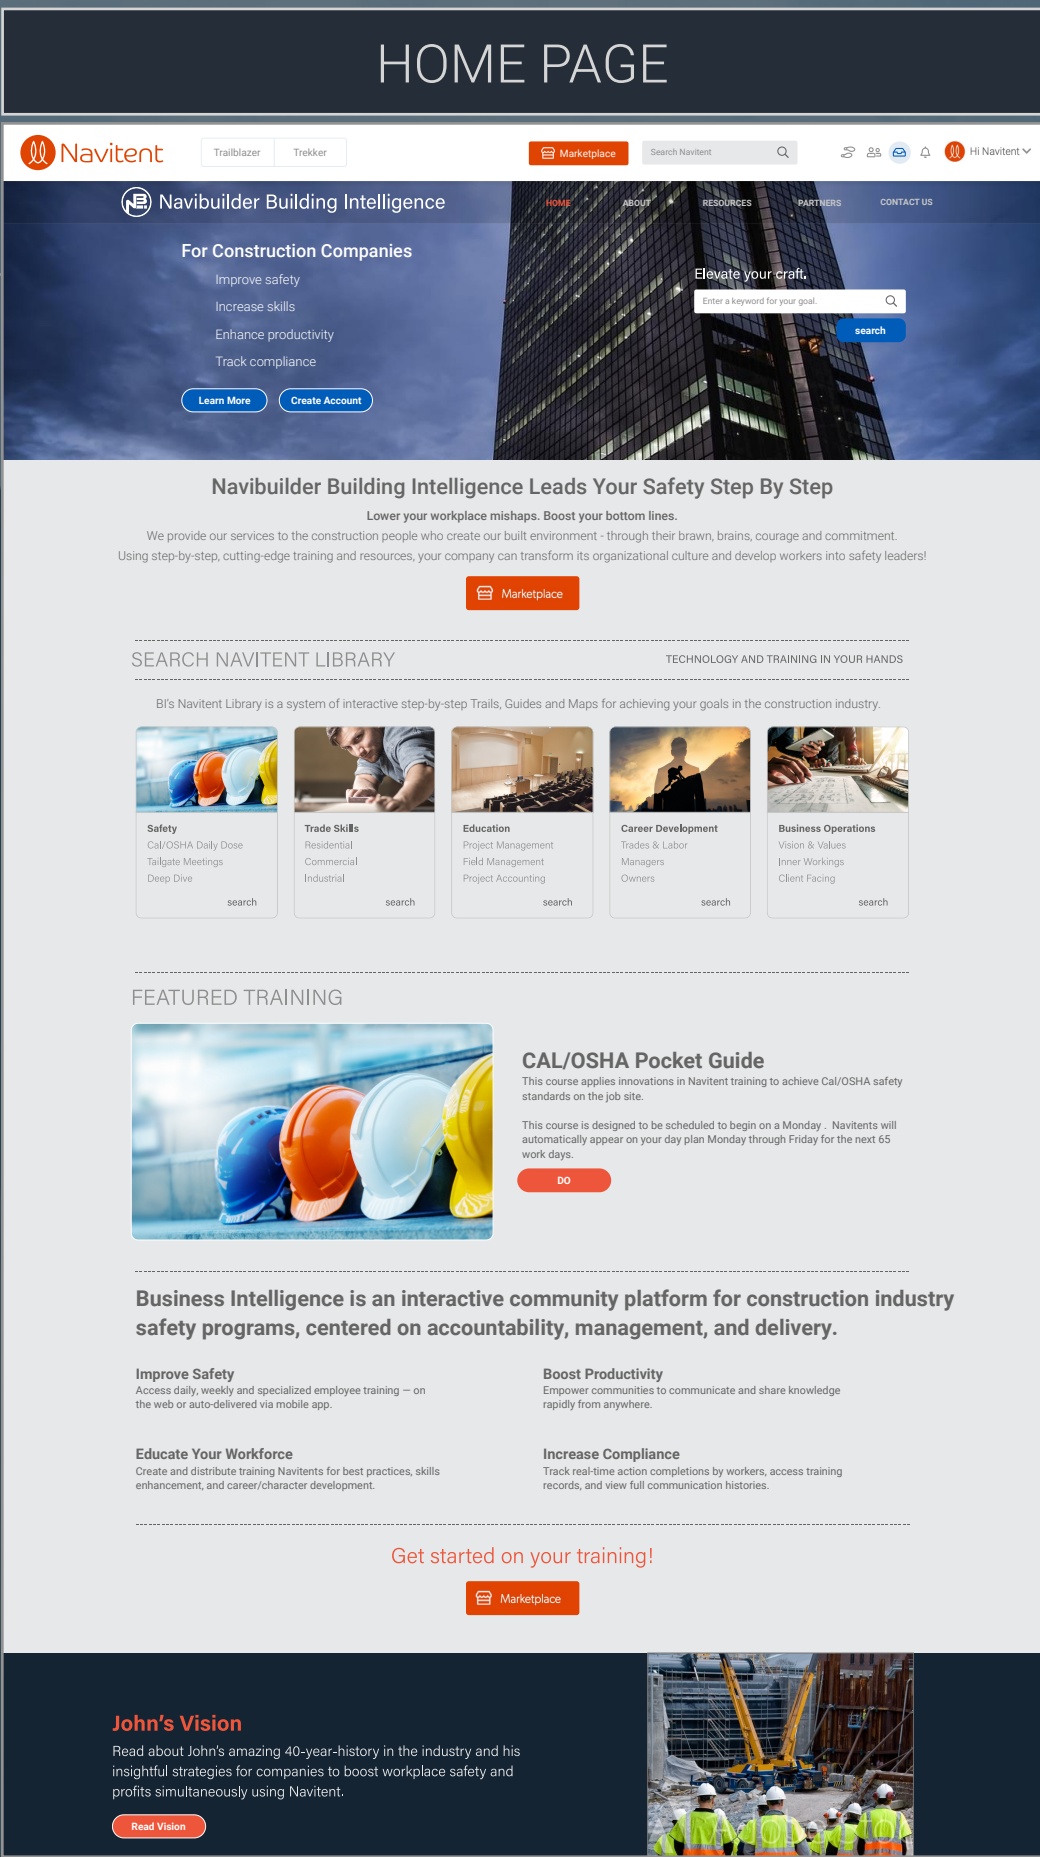 HOME PAGE
Navitent
Trailblazer Trekker
Marketplace
Search Navitent
Hi Navitent
NB Navibuilder Building Intelligence
HOME ABOUT RESOURCES PARTNERS CONTACT US
For Construction Companies
Improve safety
Increase skills
Enhance productivity
Track compliance
Learn More Create Account
Elevate your craft.
Enter a keyword for your goal.
search
Navibuilder Building Intelligence Leads Your Safety Step By Step
Lower your workplace mishaps. Boost your bottom lines.
We provide our services to the construction people who create our built environment - through their brawn, brains, courage and commitment.
Using step-by-step, cutting-edge training and resources, your company can transform its organizational culture and develop workers into safety leaders!
Marketplace
SEARCH NAVITENT LIBRARY
TECHNOLOGY AND TRAINING IN YOUR HANDS
BI's Navitent Library is a system of interactive step-by-step Trails, Guides and Maps for achieving your goals in the construction industry.
Safety
Cal/OSHA Daily Dose
Tailgate Meetings
Deep Dive
search
Trade Skills
Residential
Commercial
Industrial
search
Education
Project Management
Field Management
Project Accounting
search
Career Development
Trades & Labor
Managers
Owners
search
Business Operations
Vision & Values
Inner Workings
Client Facing
search
FEATURED TRAINING
CAL/OSHA Pocket Guide
This course applies innovations in Navitent training to achieve Cal/OSHA safety
standards on the job site.
This course is designed to be scheduled to begin on a Monday . Navitents will
automatically appear on your day plan Monday through Friday for the next 65
work days.
DO
Business Intelligence is an interactive community platform for construction industry
safety programs, centered on accountability, management, and delivery.
Improve Safety
Access daily, weekly and specialized employee training — on
the web or auto-delivered via mobile app.
Boost Productivity
Empower communities to communicate and share knowledge
rapidly from anywhere.
Educate Your Workforce
Create and distribute training Navitents for best practices, skills
enhancement, and career/character development.
Increase Compliance
Track real-time action completions by workers, access training
records, and view full communication histories.
Get started on your training!
Marketplace
John's Vision
Read about John's amazing 40-year-history in the industry and his
insightful strategies for companies to boost workplace safety and
profits simultaneously using Navitent.
Read Vision